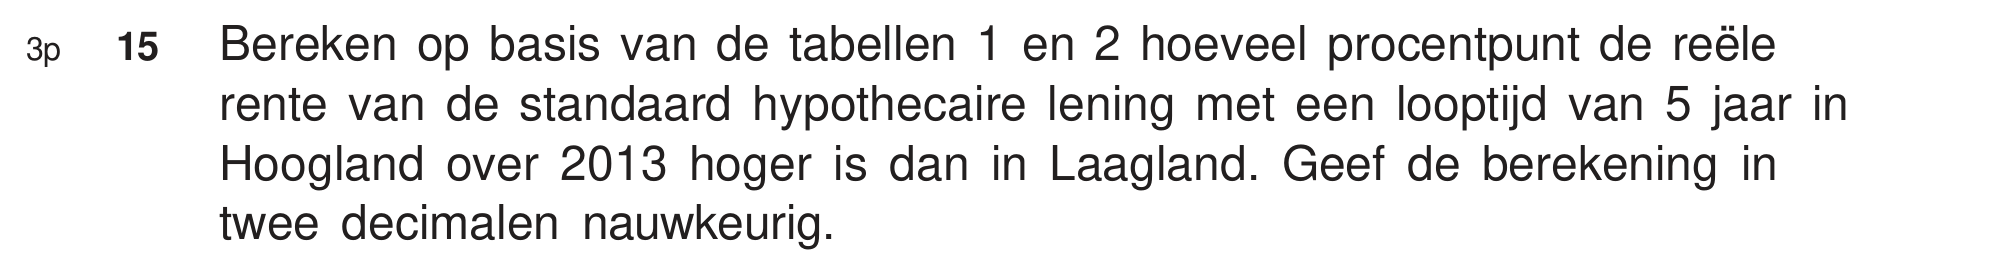 3p 15 Bereken op basis van de tabellen 1 en 2 hoeveel procentpunt de reële
rente van de standaard hypothecaire lening met een looptijd van 5 jaar in
Hoogland over 2013 hoger is dan in Laagland. Geef de berekening in
twee decimalen nauwkeurig.